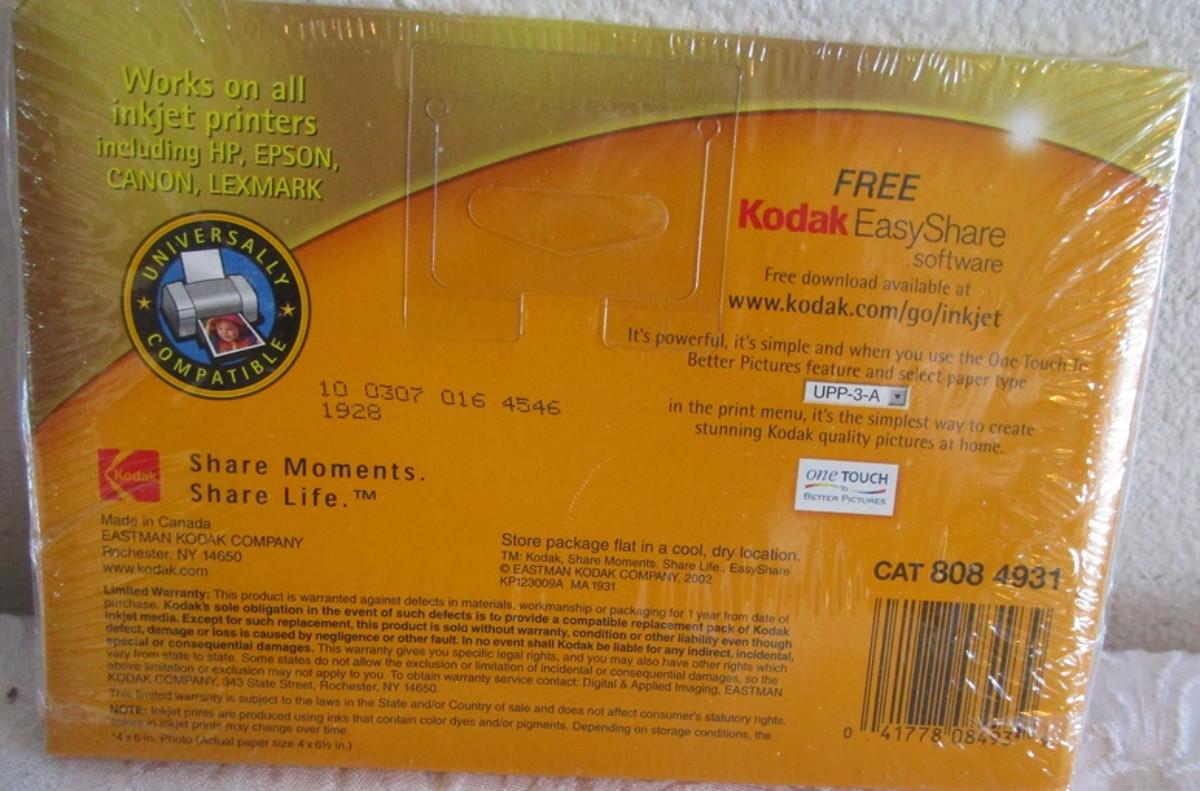 Works on all
inkjet printers
including HP, EPSON,
CANON, LEXMARK
UNIVERSALLY
COMPATIBLE
FREE
Kodak EasyShare
software
Free download available at
www.kodak.com/go/inkjet
It's powerful, it's simple and when you use the One Touch To
Better Pictures feature and select paper type
UPP-3-A
in the print menu, it's the simplest way to create
stunning Kodak quality pictures at home.
one TOUCH
TO
BETTER PICTURES
10 0307 016 4546
1928
Kodak
Share Moments.
Share Life.™
Made in Canada
EASTMAN KODAK COMPANY
Rochester, NY 14650
www.kodak.com
Store package flat in a cool, dry location.
TM: Kodak, Share Moments. Share Life., EasyShare
© EASTMAN KODAK COMPANY, 2002
KP123009A MA1931
CAT 808 4931
Limited Warranty: This product is warranted against defects in materials, workmanship or packaging for 1 year from date of
purchase. Kodak's sole obligation in the event of such defects is to provide a compatible replacement pack of Kodak
inkjet media. Except for such replacement, this product is sold without warranty, condition or other liability even though
defect, damage or loss is caused by negligence or other fault. In no event shall Kodak be liable for any indirect, incidental,
special or consequential damages. This warranty gives you specific legal rights, and you may also have other rights which
vary from state to state. Some states do not allow the exclusion or limitation of incidental or consequential damages, so the
above limitation or exclusion may not apply to you. To obtain warranty service contact: Digital & Applied Imaging, EASTMAN
KODAK COMPANY, 343 State Street, Rochester, NY 14650.
This limited warranty is subject to the laws in the State and/or Country of sale and does not affect consumer's statutory rights.
NOTE: Inkjet prints are produced using inks that contain color dyes and/or pigments. Depending on storage conditions, the
colors in inkjet prints may change over time.
*4 x 6 in. Photo (Actual paper size 4 x 6½ in.)
0 41778 08493